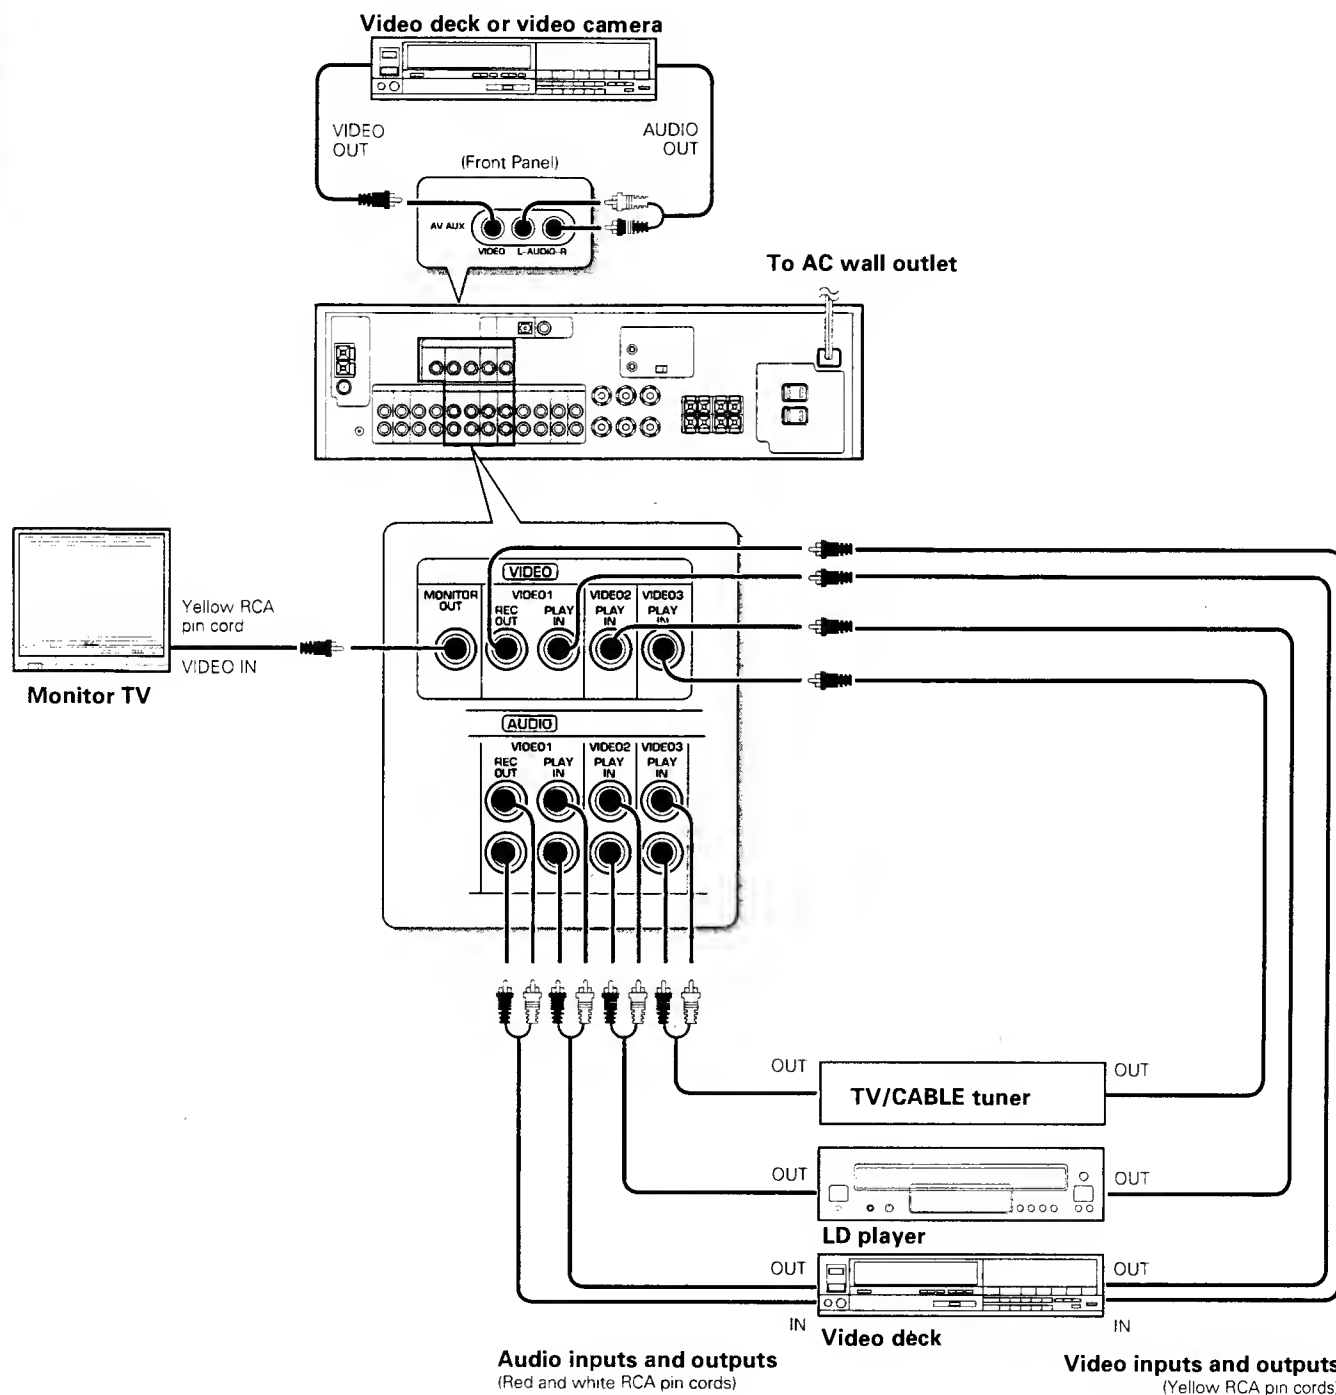 Video deck or video camera
VIDEO
OUT
AUDIO
OUT
(Front Panel)
AV AUX
VIDEO L-AUDIO-R
To AC wall outlet
VIDEO
MONITOR
OUT
VIDEO1
REC
OUT
PLAY
IN
VIDEO2
PLAY
IN
VIDEO3
PLAY
IN
Yellow RCA
pin cord
VIDEO IN
Monitor TV
AUDIO
VIDEO1
REC
OUT
PLAY
IN
VIDEO2
PLAY
IN
VIDEO3
PLAY
IN
OUT
TV/CABLE tuner
OUT
OUT
OUT
LD player
OUT
OUT
IN
Video deck
IN
Audio inputs and outputs
(Red and white RCA pin cords)
Video inputs and outputs
(Yellow RCA pin cords)